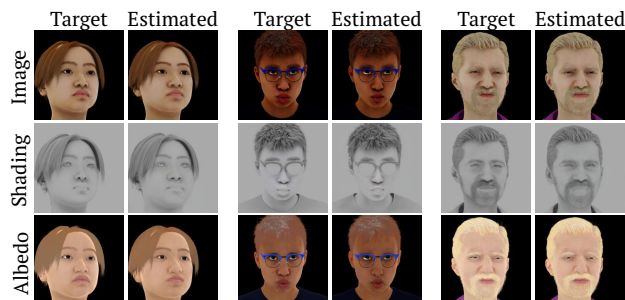 Target Estimated Target Estimated Target Estimated
Image
Shading
Albedo